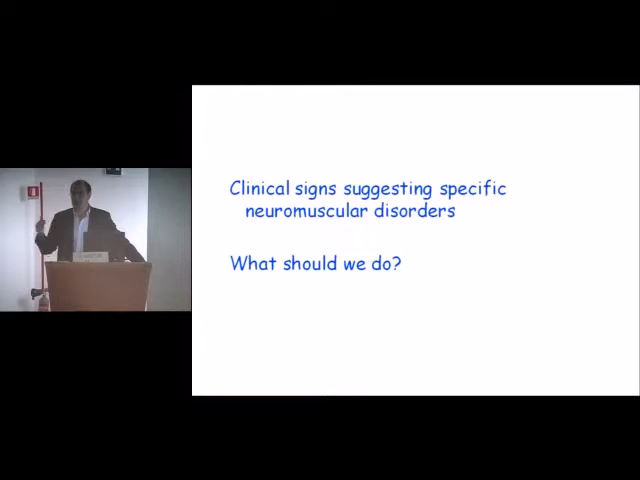 Clinical signs suggesting specific
neuromuscular disorders
What should we do?